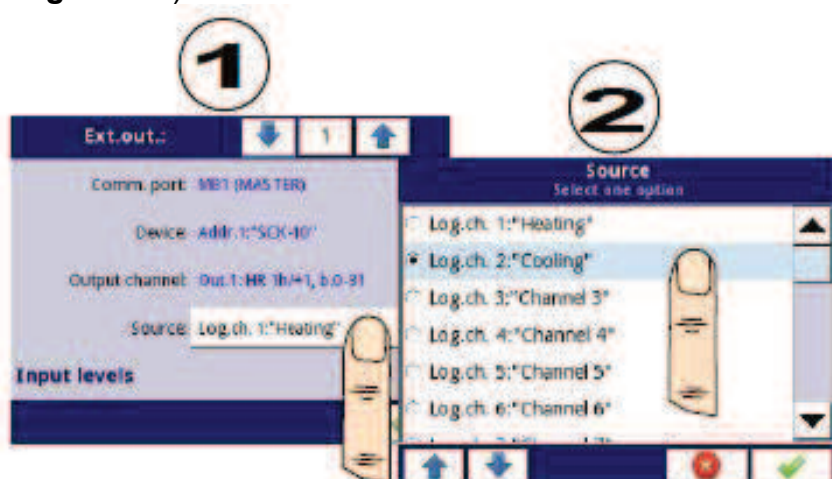 1
2
Ext.out.: 1
Comm. port: MB1 (MASTER)
Device: Addr.1:"SCK-40"
Output channel: Out.1: HR 1h/+1, b.0-31
Source: Log.ch. 1:"Heating"
Input levels
Source
Select one option
Log.ch. 1:"Heating"
Log.ch. 2:"Cooling"
Log.ch. 3:"Channel 3"
Log.ch. 4:"Channel 4"
Log.ch. 5:"Channel 5"
Log.ch. 6:"Channel 6"